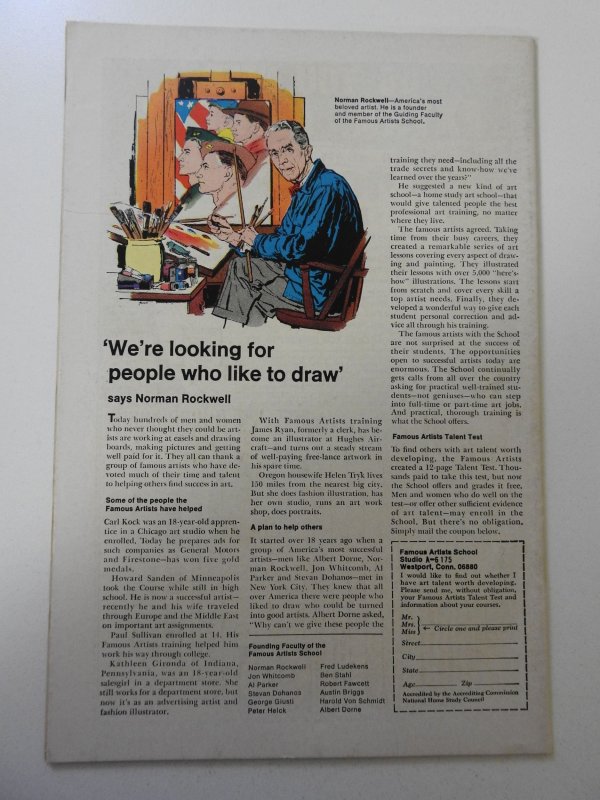 Norman Rockwell—America's most
beloved artist. He is a founder
and member of the Guiding Faculty
of the Famous Artists School.
'We're looking for
people who like to draw'
says Norman Rockwell
Today hundreds of men and women
who never thought they could be art-
ists are working at easels and drawing
boards, making pictures and getting
well paid for it. They all can thank a
group of famous artists who have de-
voted much of their time and talent
to helping others find success in art.
Some of the people the
Famous Artists have helped
Carl Kock was an 18-year-old appren-
tice in a Chicago art studio when he
enrolled, Today he prepares ads for
such companies as General Motors
and Firestone—has won five gold
medals.
Howard Sanden of Minneapolis
took the Course while still in high
school. He is now a successful artist—
recently he and his wife traveled
through Europe and the Middle East
on important art assignments.
Paul Sullivan enrolled at 14. His
Famous Artists training helped him
work his way through college.
Kathleen Gironda of Indiana,
Pennsylvania, was an 18-year-old
salesgirl in a department store. She
still works for a department store, but
now it's as an advertising artist and
fashion illustrator.
With Famous Artists training
James Ryan, formerly a clerk, has be-
come an illustrator at Hughes Air-
craft—and turns out a steady stream
of well-paying free-lance artwork in
his spare time.
Oregon housewife Helen Tryk lives
150 miles from the nearest big city.
But she does fashion illustration, has
her own studio, runs an art work
shop, does portraits.
A plan to help others
It started over 18 years ago when a
group of America's most successful
artist—men like Albert Dorne, Nor-
man Rockwell, Jon Whitcomb, Al
Parker and Stevan Dohanos—met in
New York City. They knew that all
over America there were people who
liked to draw who could be turned
into good artists. Albert Dorne asked,
"Why can't we give these people the
Founding Faculty of the
Famous Artists School
Norman Rockwell
Jon Whitcomb
Al Parker
Stevan Dohanos
George Giusti
Peter Helck
Fred Ludekens
Ben Stahl
Robert Fawcett
Austin Briggs
Harold Von Schmidt
Albert Dorne
training they need—including all the
trade secrets and know-how we've
learned over the years?"
He suggested a new kind of art
school—a home study art school—that
would give talented people the best
professional art training, no matter
where they live.
The famous artists agreed. Taking
time from their busy careers, they
created a remarkable series of art
lessons covering every aspect of draw-
ing and painting. They illustrated
their lessons with over 5,000 "here's-
how" illustrations. The lessons start
from scratch and cover every skill a
top artist needs. Finally, they de-
veloped a wonderful way to give each
student personal correction and ad-
vice all through his training.
The famous artists with the School
are not surprised at the success of
their students. The opportunities
open to successful artists today are
enormous. The School continually
gets calls from all over the country
asking for practical well-trained stu-
dents—not geniuses—who can step
into full-time or part-time art jobs.
And practical, thorough training is
what the School offers.
Famous Artists Talent Test
To find others with art talent worth
developing, the Famous Artists
created a 12-page Talent Test. Thou-
sands paid to take this test, but now
the School offers and grades it free.
Men and women who do well on the
test—or offer other sufficient evidence
of art talent—may enroll in the
School. But there's no obligation.
Simply mail the coupon below.
Famous Artists School
Studio A-6175
Westport, Conn. 06880
I would like to find out whether I
have art talent worth developing.
Please send me, without obligation,
your Famous Artists Talent Test and
information about your courses.
Mr.
Mrs.
Miss
← Circle one and please print
Street
City
State
Age Zip
Accredited by the Accrediting Commission
National Home Study Council